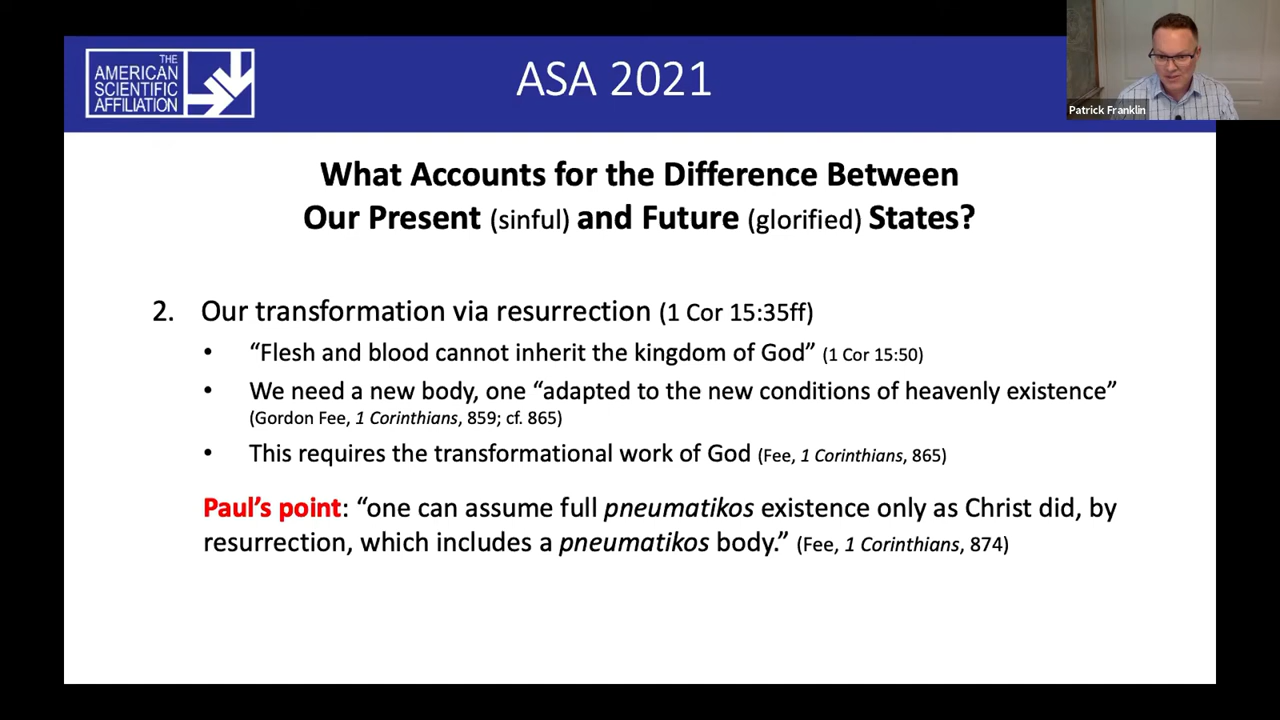 THE
AMERICAN
SCIENTIFIC
AFFILIATION
ASA 2021
Patrick Franklin
What Accounts for the Difference Between
Our Present (sinful) and Future (glorified) States?
2. Our transformation via resurrection (1 Cor 15:35ff)
• “Flesh and blood cannot inherit the kingdom of God” (1 Cor 15:50)
• We need a new body, one “adapted to the new conditions of heavenly existence”
(Gordon Fee, 1 Corinthians, 859; cf. 865)
• This requires the transformational work of God (Fee, 1 Corinthians, 865)
Paul’s point: “one can assume full pneumatikos existence only as Christ did, by
resurrection, which includes a pneumatikos body.” (Fee, 1 Corinthians, 874)